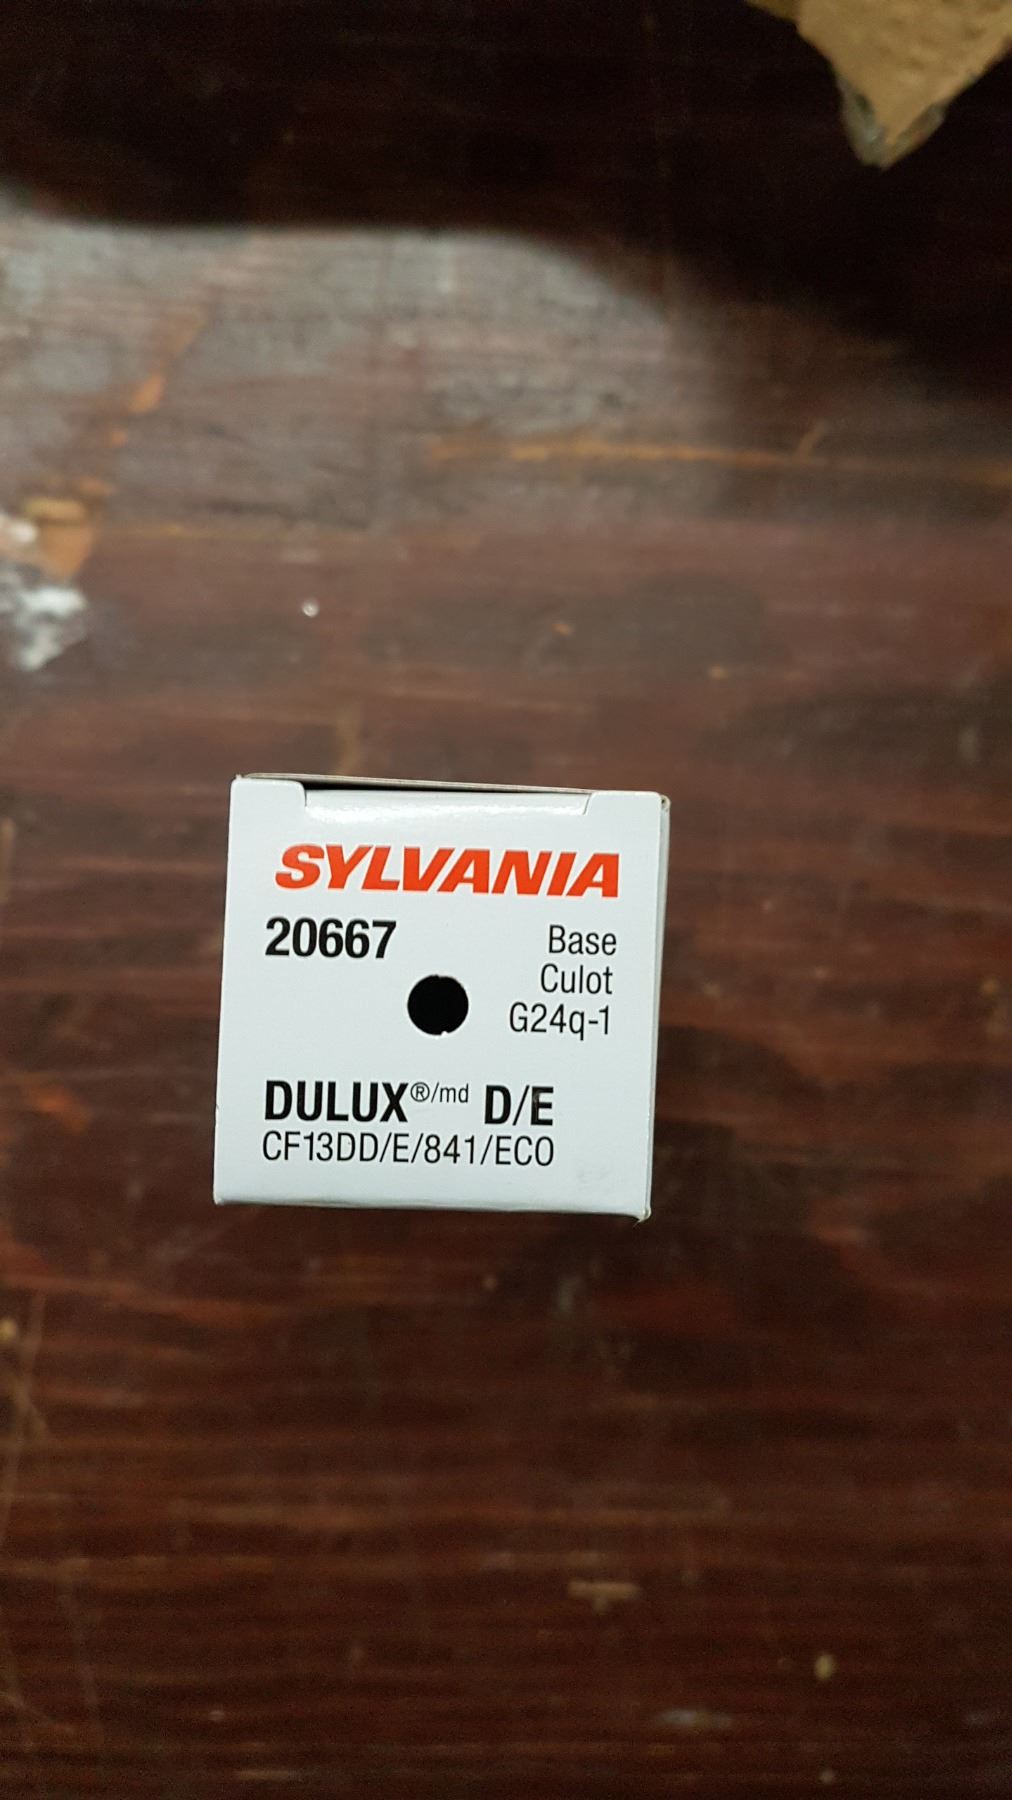 SYLVANIA
20667
Base
Culot
G24q-1
DULUX®/md D/E
CF13DD/E/841/ECO